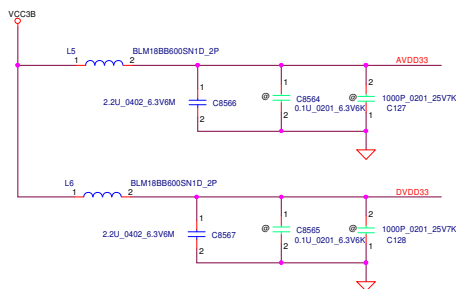 VCC3B
L5 BLM18BB600SN1D_2P
1 2
AVDD33
1 1 2
2.2U_0402_6.3V6M C8566
@ C8564
0.1U_0201_6.3V6K
@ 1000P_0201_25V7K
C127
2 2 1
L6 BLM18BB600SN1D_2P
1 2
DVDD33
1 1 2
2.2U_0402_6.3V6M C8567
@ C8565
0.1U_0201_6.3V6K
@ 1000P_0201_25V7K
C128
2 2 1